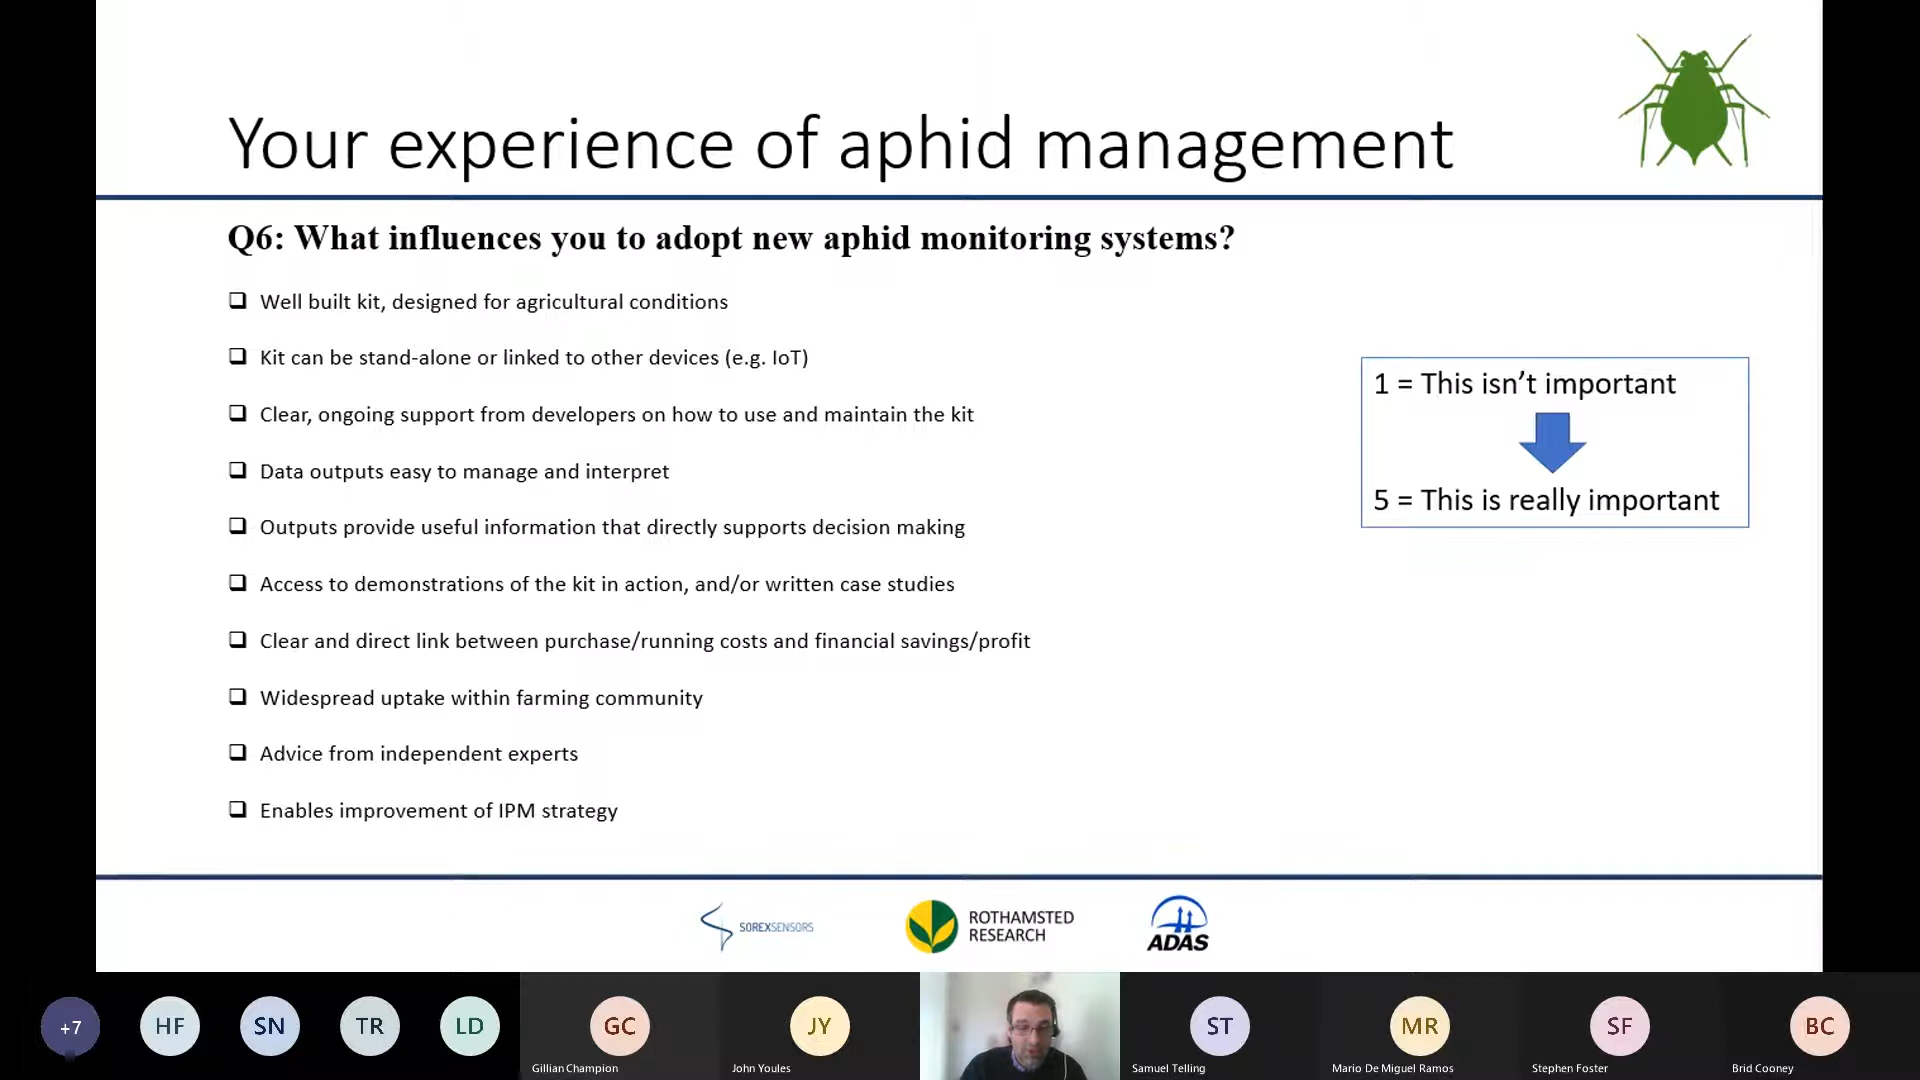 Your experience of aphid management
Q6: What influences you to adopt new aphid monitoring systems?
Well built kit, designed for agricultural conditions
Kit can be stand-alone or linked to other devices (e.g. IoT)
Clear, ongoing support from developers on how to use and maintain the kit
Data outputs easy to manage and interpret
Outputs provide useful information that directly supports decision making
Access to demonstrations of the kit in action, and/or written case studies
Clear and direct link between purchase/running costs and financial savings/profit
Widespread uptake within farming community
Advice from independent experts
Enables improvement of IPM strategy
1 = This isn’t important
5 = This is really important
SOREXSENSORS
ROTHAMSTED
RESEARCH
ADAS
+7
HF
SN
TR
LD
GC
Gillian Champion
JY
John Youles
ST
Samuel Telling
MR
Mario De Miguel Ramos
SF
Stephen Foster
BC
Brid Cooney